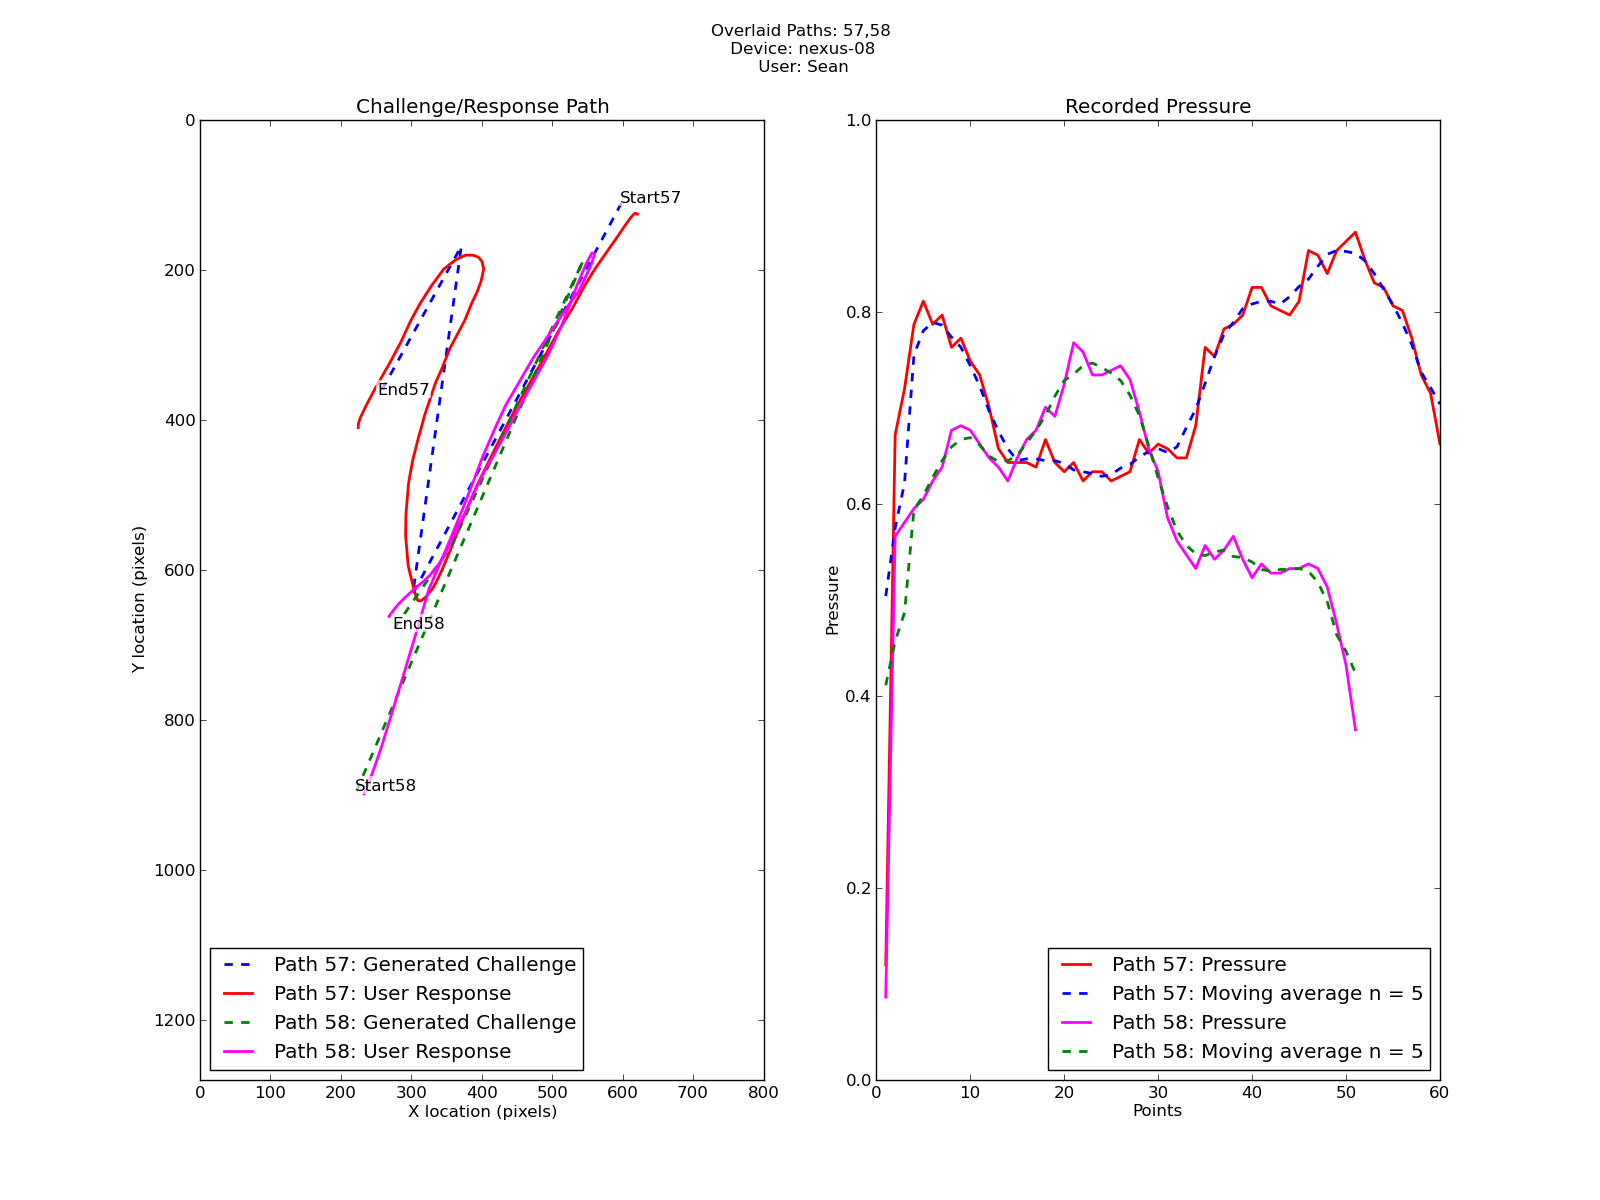 Overlaid Paths: 57,58
Device: nexus-08
User: Sean
Challenge/Response Path
0
200
400
600
800
1000
1200
Y location (pixels)
Start57
End57
End58
Start58
Path 57: Generated Challenge
Path 57: User Response
Path 58: Generated Challenge
Path 58: User Response
0 100 200 300 400 500 600 700 800
X location (pixels)
Recorded Pressure
1.0
0.8
0.6
0.4
0.2
0.0
Pressure
Path 57: Pressure
Path 57: Moving average n = 5
Path 58: Pressure
Path 58: Moving average n = 5
0 10 20 30 40 50 60
Points